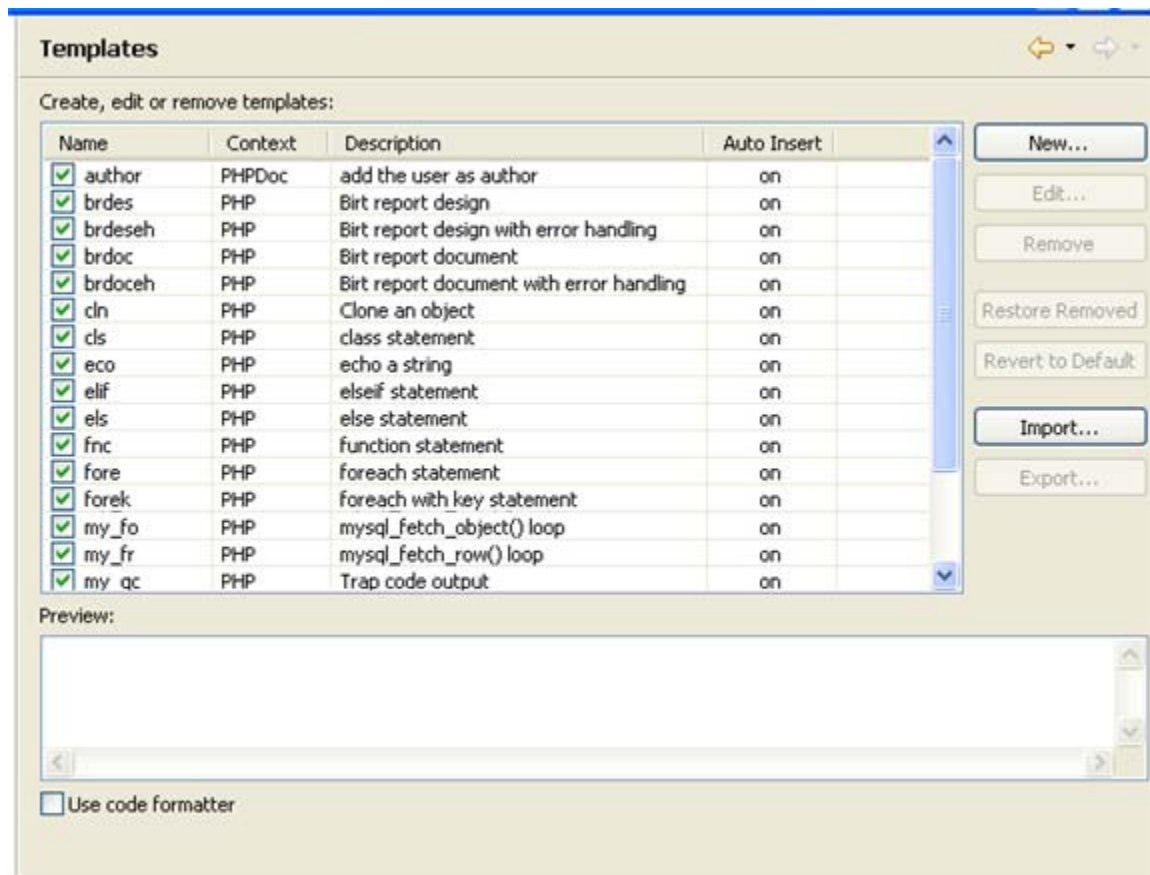 Templates
Create, edit or remove templates:
Name Context Description Auto Insert
author PHPDoc add the user as author on
brdes PHP Birt report design on
brdeseh PHP Birt report design with error handling on
brdoc PHP Birt report document on
brdoceh PHP Birt report document with error handling on
cln PHP Clone an object on
cls PHP class statement on
eco PHP echo a string on
elif PHP elseif statement on
els PHP else statement on
fnc PHP function statement on
fore PHP foreach statement on
forek PHP foreach with key statement on
my_fo PHP mysql_fetch_object() loop on
my_fr PHP mysql_fetch_row() loop on
my_qc PHP Trap code output on
New...
Edit...
Remove
Restore Removed
Revert to Default
Import...
Export...
Preview:
Use code formatter